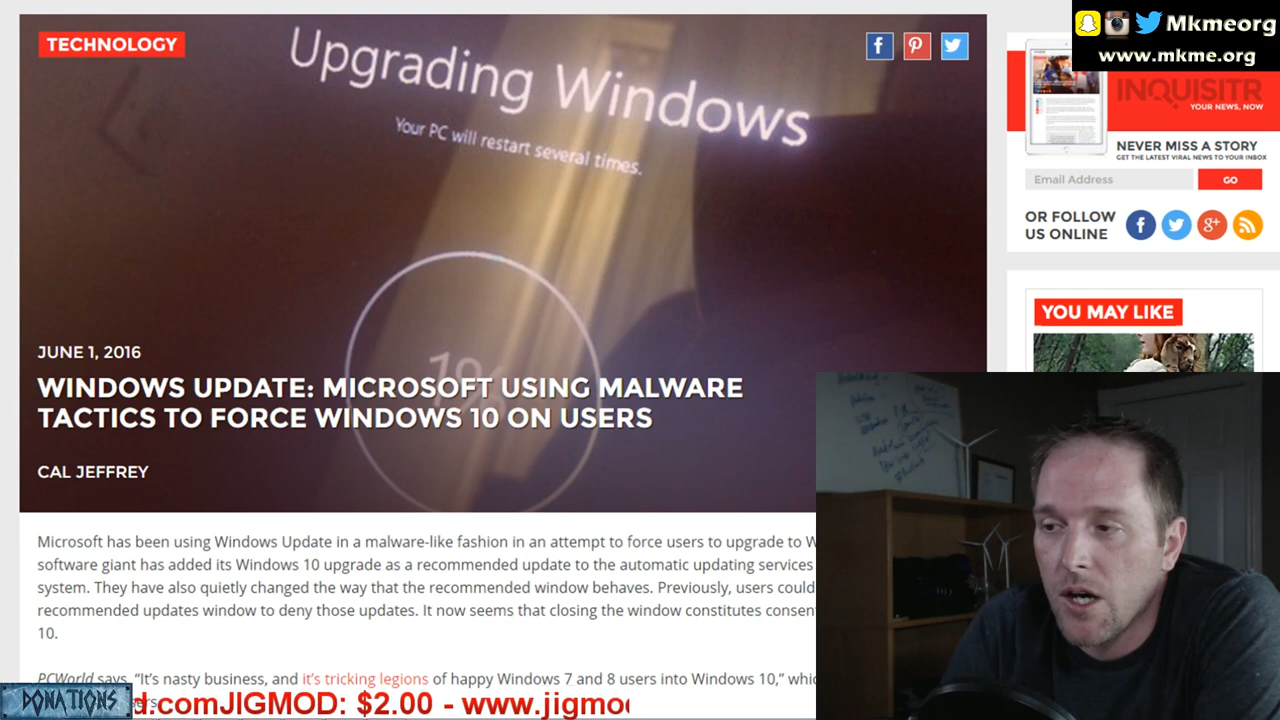 TECHNOLOGY
Upgrading Windows
Your PC will restart several times.
JUNE 1, 2016
WINDOWS UPDATE: MICROSOFT USING MALWARE
TACTICS TO FORCE WINDOWS 10 ON USERS
CAL JEFFREY
Microsoft has been using Windows Update in a malware-like fashion in an attempt to force users to upgrade to W
software giant has added its Windows 10 upgrade as a recommended update to the automatic updating services
system. They have also quietly changed the way that the recommended window behaves. Previously, users could
recommended updates window to deny those updates. It now seems that closing the window constitutes consen
10.
PCWorld says, “It’s nasty business, and it’s tricking legions of happy Windows 7 and 8 users into Windows 10,” whic
DONATIONS
d.comJIGMOD: $2.00 - www.jigmo
Mkmeorg
www.mkme.org
INQUISITR
YOUR NEWS, NOW
NEVER MISS A STORY
GET THE LATEST VIRAL NEWS TO YOUR INBOX
Email Address
GO
OR FOLLOW
US ONLINE
YOU MAY LIKE